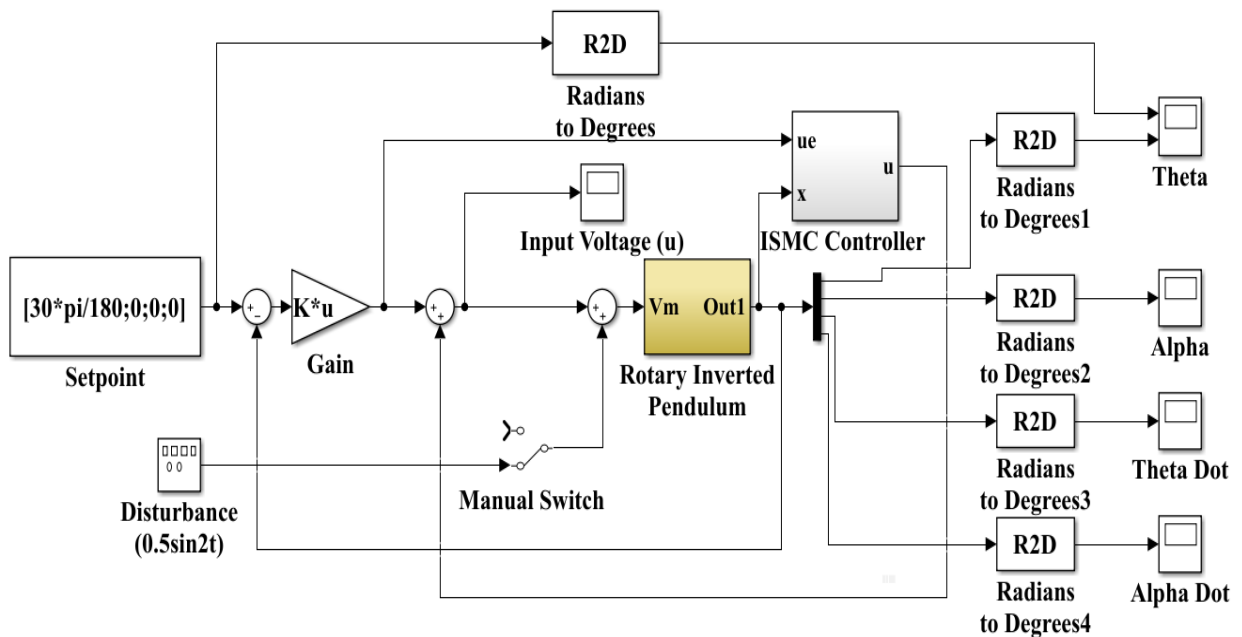 R2D
Radians
to Degrees
ue
u
x
ISMC Controller
R2D
Radians
to Degrees1
Theta
Input Voltage (u)
[30*pi/180;0;0;0]
Setpoint
+
−
K*u
Gain
+
+
+
+
Vm
Out1
Rotary Inverted
Pendulum
R2D
Radians
to Degrees2
Alpha
R2D
Radians
to Degrees3
Theta Dot
Manual Switch
Disturbance
(0.5sin2t)
R2D
Radians
to Degrees4
Alpha Dot